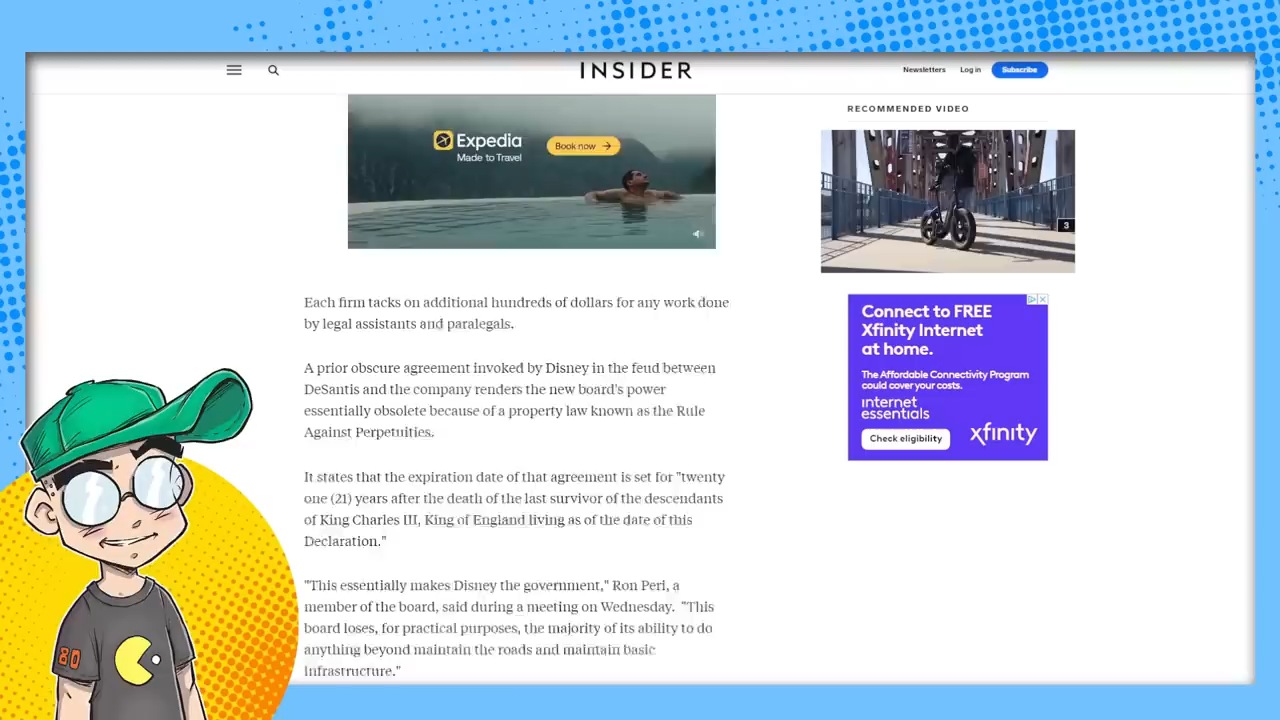 INSIDER
Newsletters
Log in
Subscribe
Expedia
Made to Travel
Book now
RECOMMENDED VIDEO
3
Each firm tacks on additional hundreds of dollars for any work done
by legal assistants and paralegals.
A prior obscure agreement invoked by Disney in the feud between
DeSantis and the company renders the new board's power
essentially obsolete because of a property law known as the Rule
Against Perpetuities.
It states that the expiration date of that agreement is set for "twenty
one (21) years after the death of the last survivor of the descendants
of King Charles III, King of England living as of the date of this
Declaration."
"This essentially makes Disney the government," Ron Peri, a
member of the board, said during a meeting on Wednesday. "This
board loses, for practical purposes, the majority of its ability to do
anything beyond maintain the roads and maintain basic
infrastructure."
Connect to FREE
Xfinity Internet
at home.
The Affordable Connectivity Program
could cover your costs.
internet
essentials
Check eligibility
xfinity
80